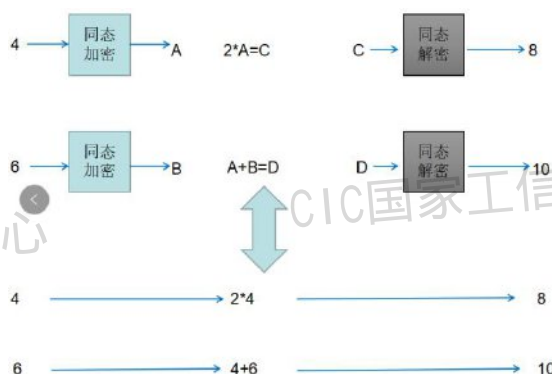 4 同态加密 A 2*A=C C 同态解密 8
6 同态加密 B A+B=D D 同态解密 10
心 CIC国家工信
4 2*4 8
6 4+6 10